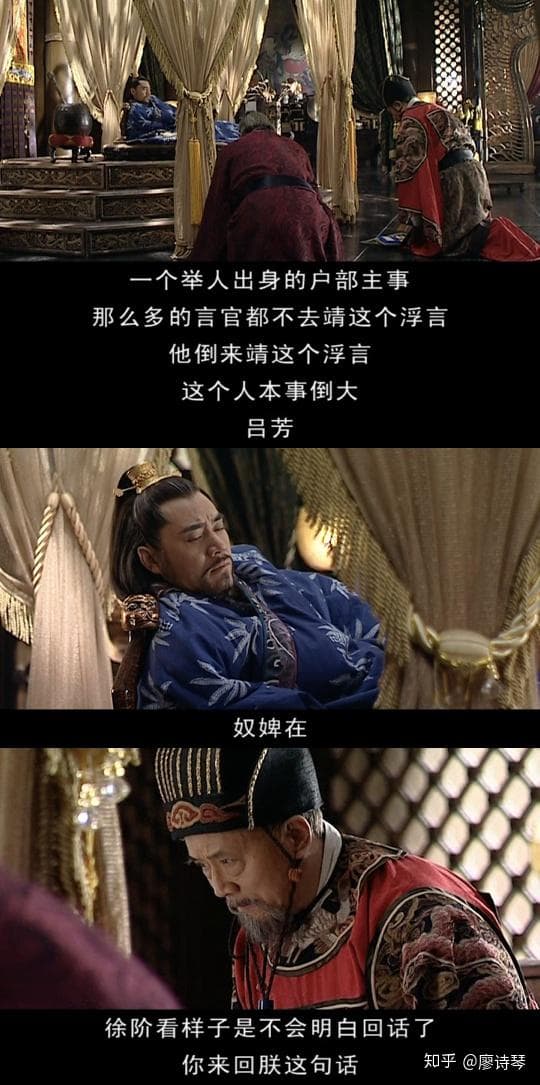 一个举人出身的户部主事
那么多的言官都不去靖这个浮言
他倒来靖这个浮言
这个人本事倒大
吕芳
奴婢在
徐阶看样子是不会明白回话了
你来回朕这句话
知乎 @廖诗琴